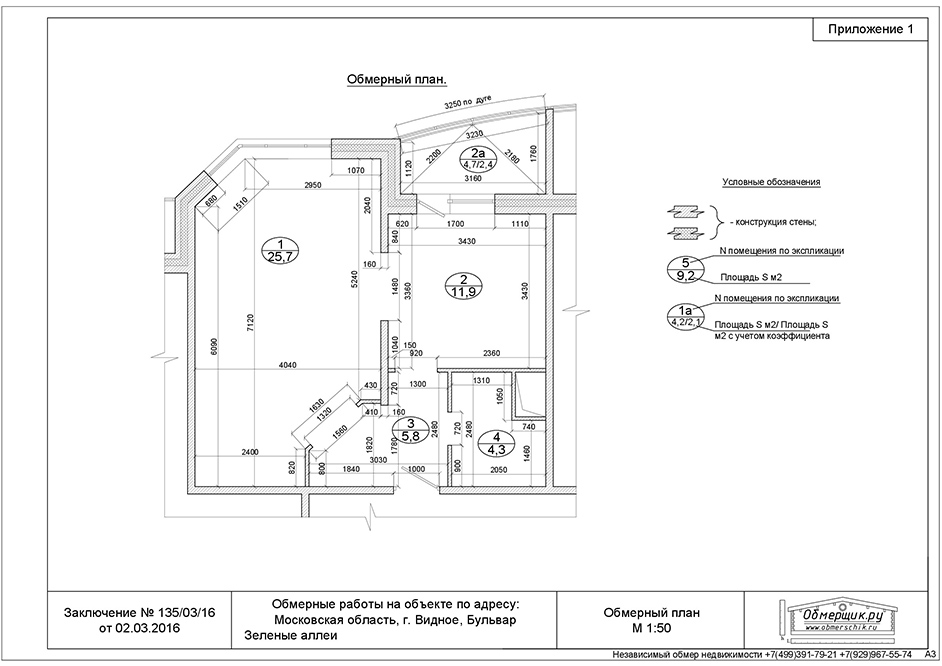 Приложение 1
Обмерный план.
3250 по дуге
3230
2200
2180
1760
1120
2а
4,7/2,4
3160
1070
2950
680
1510
2040
620
1700
1110
840
3430
1
25,7
160
5240
1480
3360
2
11,9
3430
7120
6090
1040
150
920
2360
4040
430
720
1300
1310
1050
1630
1320
1560
410
160
3
5,8
2480
720
2480
740
4
4,3
1820
1780
1460
2400
820
800
3030
1840
1000
900
2050
Условные обозначения
- конструкция стены;
N помещения по экспликации
5
9,2
Площадь S м2
N помещения по экспликации
1а
4,2/2,1
Площадь S м2/ Площадь S
м2 с учетом коэффициента
Заключение № 135/03/16
от 02.03.2016
Обмерные работы на объекте по адресу:
Московская область, г. Видное, Бульвар
Зеленые аллеи
Обмерный план
М 1:50
Обмерщик.ру
www.obmerschik.ru
Независимый обмер недвижимости +7(499)391-79-21 +7(929)967-55-74 А3